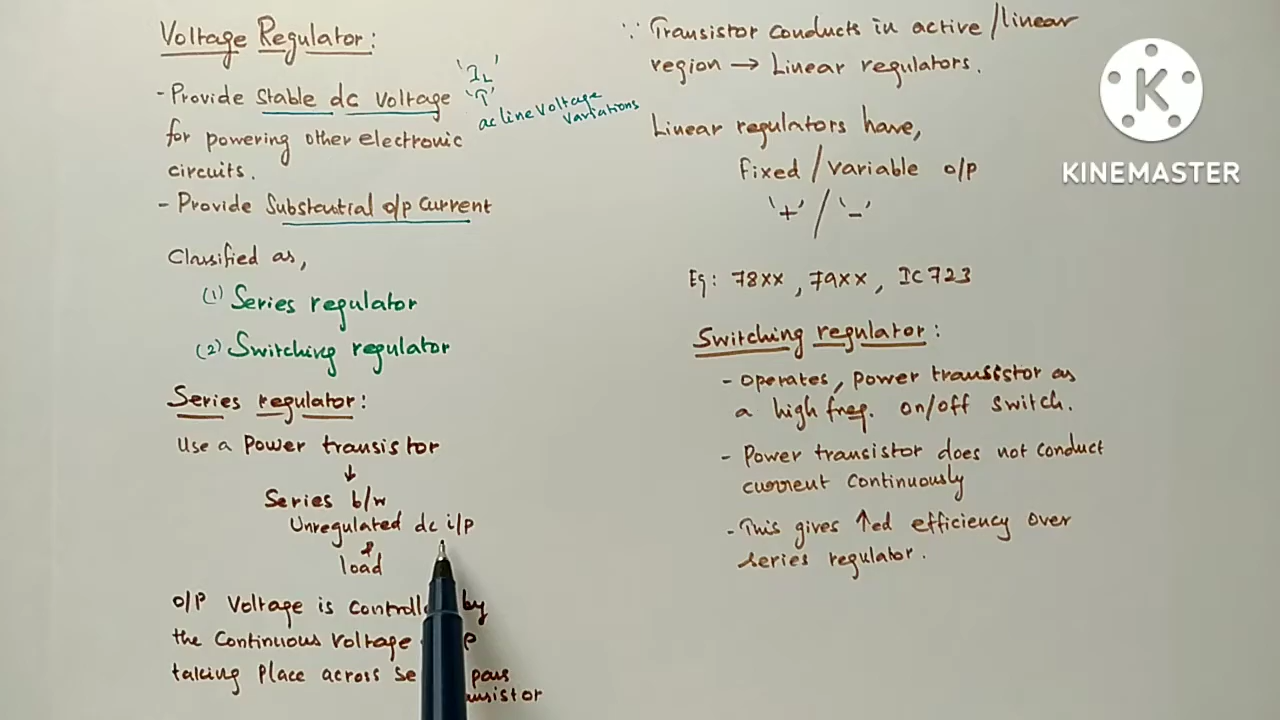 Voltage Regulator:
- Provide stable dc voltage
'IL'
'T'
ac line voltage
variations
for powering other electronic
circuits.
- Provide Substantial o/p current
Classified as,
(1) Series regulator
(2) Switching regulator
Series regulator:
Use a power transistor
↓
Series b/w
Unregulated dc i/p
&
load
O/P voltage is controlle by
the continuous voltage
taking place across se pass
ansistor
∵ Transistor conducts in active/linear
region → Linear regulators.
Linear regulators have,
fixed / variable o/p
'+' / '-'
Eg: 78XX, 79XX, IC 723
Switching regulator:
- Operates, power transistor as
a high freq. on/off switch.
- Power transistor does not conduct
current continuously
- This gives ↑ed efficiency over
series regulator.
K
KINEMASTER